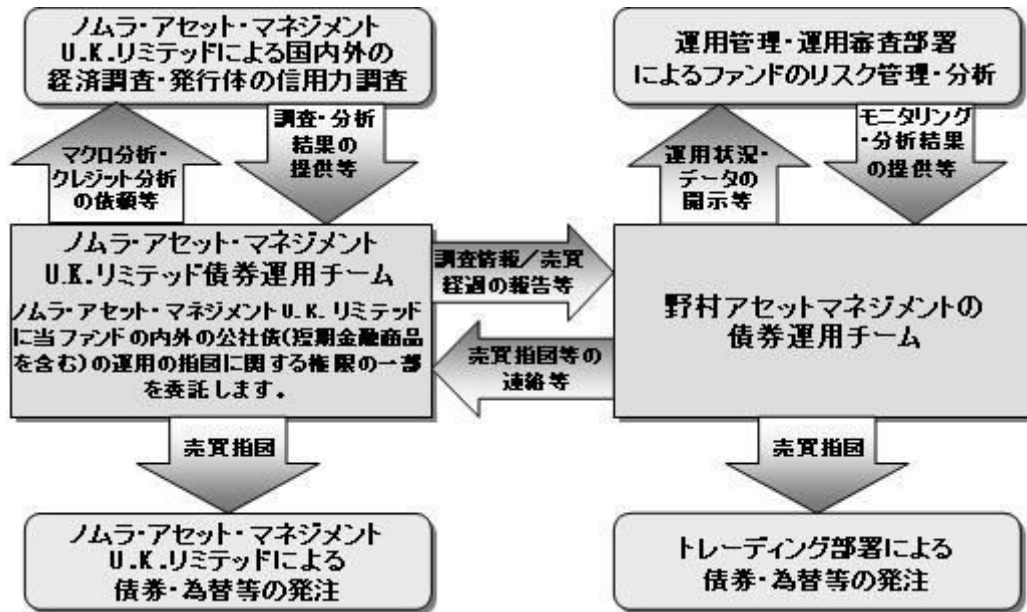 ノムラ・アセット・マネジメント
U.K.リミテッドによる国内外の
経済調査・発行体の信用力調査
運用管理・運用審査部署
によるファンドのリスク管理・分析
マクロ分析・
クレジット分析
の依頼等
調査・分析
結果の
提供等
運用状況・
データの
開示等
モニタリング
・分析結果
の提供等
ノムラ・アセット・マネジメント
U.K.リミテッド債券運用チーム
ノムラ・アセット・マネジメントU.K.リミテッド
に当ファンドの内外の公社債(短期金融商品
を含む)の運用の指図に関する権限の一部
を委託します。
調査情報／売買
経過の報告等
売買指図等の
連絡等
野村アセットマネジメントの
債券運用チーム
売買指図
売買指図
ノムラ・アセット・マネジメント
U.K.リミテッドによる
債券・為替等の発注
トレーディング部署による
債券・為替等の発注